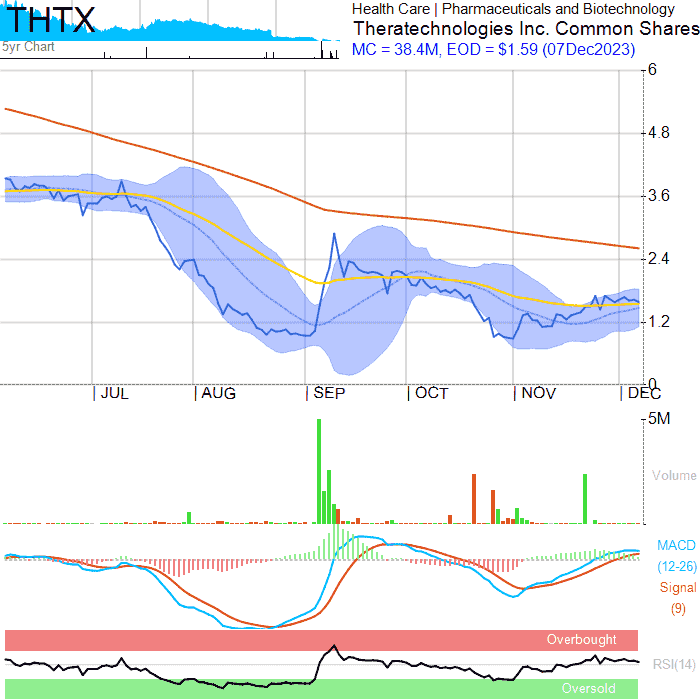 THTX
5yr Chart
Health Care | Pharmaceuticals and Biotechnology
Theratechnologies Inc. Common Shares
MC = 38.4M, EOD = $1.59 (07Dec2023)
6
4.8
3.6
2.4
1.2
0
JUL AUG SEP OCT NOV DEC
5M
Volume
MACD
(12-26)
Signal
(9)
Overbought
RSI(14)
Oversold